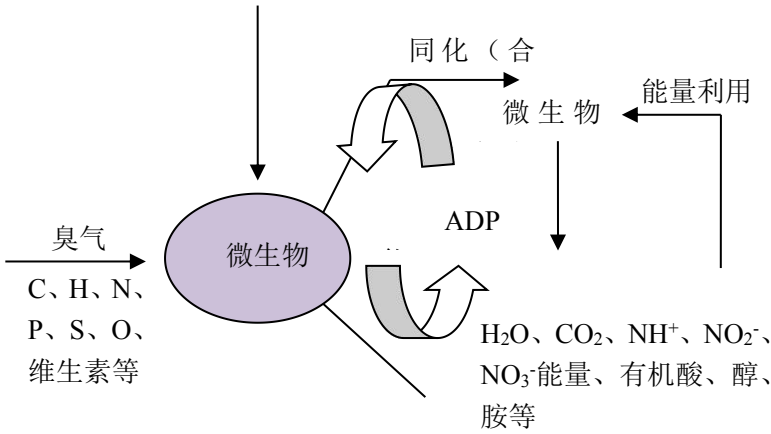 同化（合
微生物
能量利用
臭气
微生物
ADP
C、H、N、
P、S、O、
维生素等
H₂O、CO₂、NH⁺、NO₂⁻、
NO₃⁻能量、有机酸、醇、
胺等